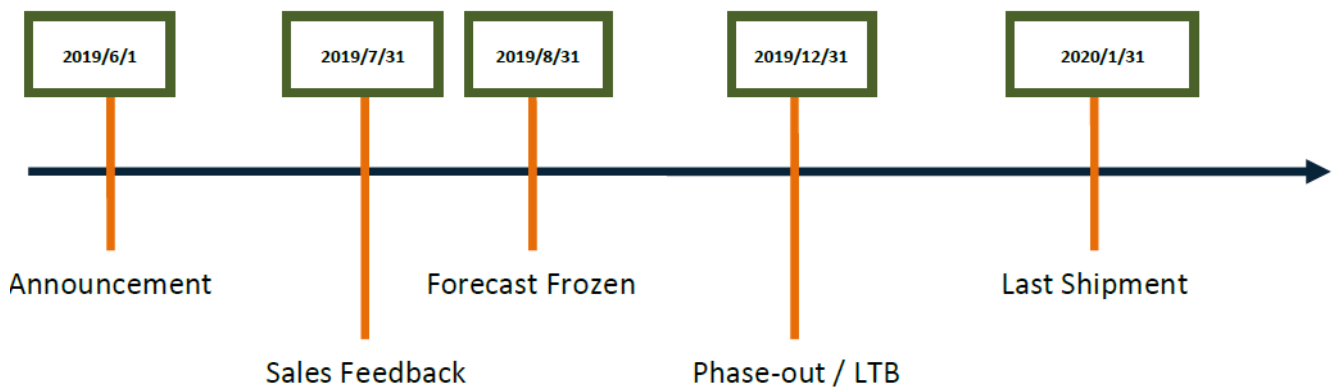 2019/6/1
2019/7/31
2019/8/31
2019/12/31
2020/1/31
Announcement
Forecast Frozen
Last Shipment
Sales Feedback
Phase-out / LTB